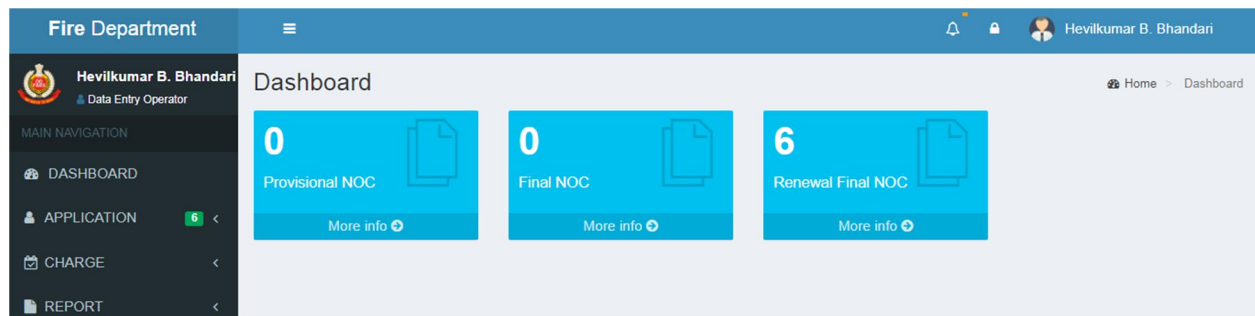 Fire Department
Hevilkumar B. Bhandari
Hevilkumar B. Bhandari
Data Entry Operator
Dashboard
Home > Dashboard
MAIN NAVIGATION
DASHBOARD
APPLICATION 6 <
CHARGE <
REPORT <
0
Provisional NOC
More info
0
Final NOC
More info
6
Renewal Final NOC
More info